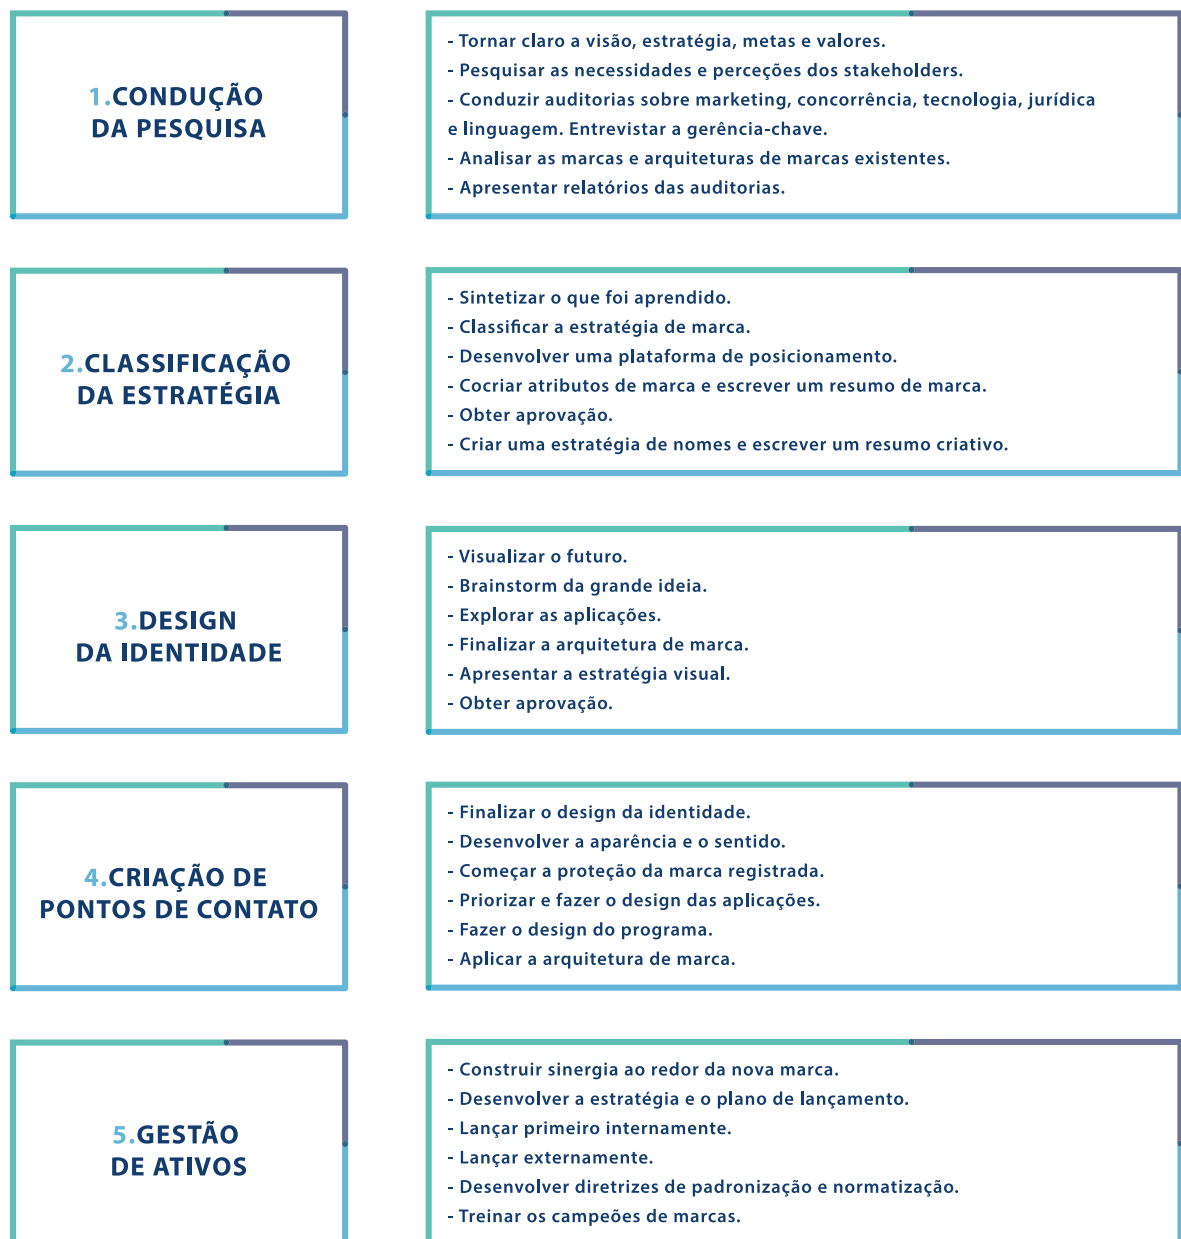 1.CONDUÇÃO
DA PESQUISA
- Tornar claro a visão, estratégia, metas e valores.
- Pesquisar as necessidades e perceções dos stakeholders.
- Conduzir auditorias sobre marketing, concorrência, tecnologia, jurídica
e linguagem. Entrevistar a gerência-chave.
- Analisar as marcas e arquiteturas de marcas existentes.
- Apresentar relatórios das auditorias.
2.CLASSIFICAÇÃO
DA ESTRATÉGIA
- Sintetizar o que foi aprendido.
- Classificar a estratégia de marca.
- Desenvolver uma plataforma de posicionamento.
- Cocriar atributos de marca e escrever um resumo de marca.
- Obter aprovação.
- Criar uma estratégia de nomes e escrever um resumo criativo.
3.DESIGN
DA IDENTIDADE
- Visualizar o futuro.
- Brainstorm da grande ideia.
- Explorar as aplicações.
- Finalizar a arquitetura de marca.
- Apresentar a estratégia visual.
- Obter aprovação.
4.CRIAÇÃO DE
PONTOS DE CONTATO
- Finalizar o design da identidade.
- Desenvolver a aparência e o sentido.
- Começar a proteção da marca registrada.
- Priorizar e fazer o design das aplicações.
- Fazer o design do programa.
- Aplicar a arquitetura de marca.
5.GESTÃO
DE ATIVOS
- Construir sinergia ao redor da nova marca.
- Desenvolver a estratégia e o plano de lançamento.
- Lançar primeiro internamente.
- Lançar externamente.
- Desenvolver diretrizes de padronização e normatização.
- Treinar os campeões de marcas.